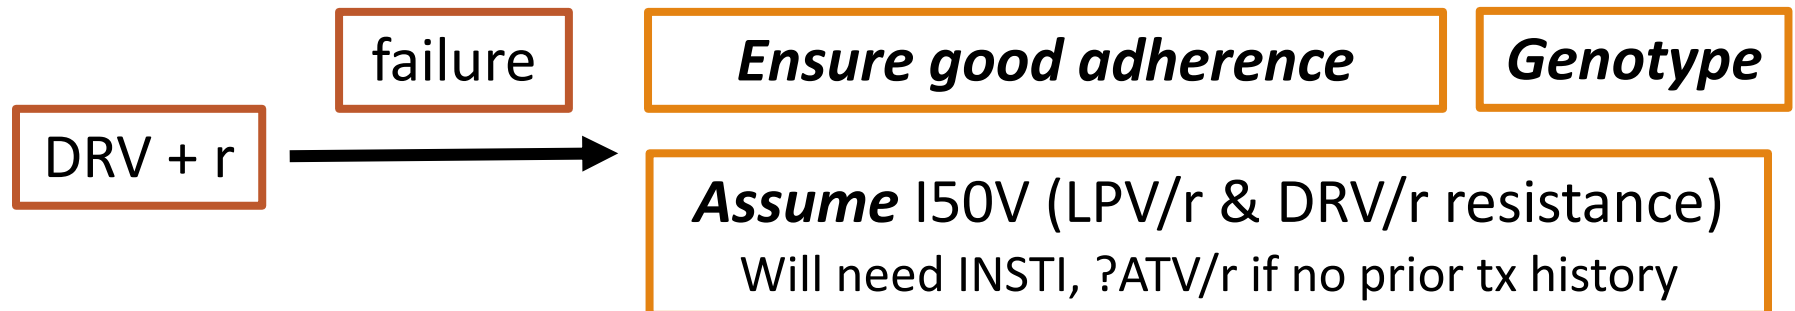 DRV + r
failure
Ensure good adherence
Genotype
Assume I50V (LPV/r & DRV/r resistance)
Will need INSTI, ?ATV/r if no prior tx history